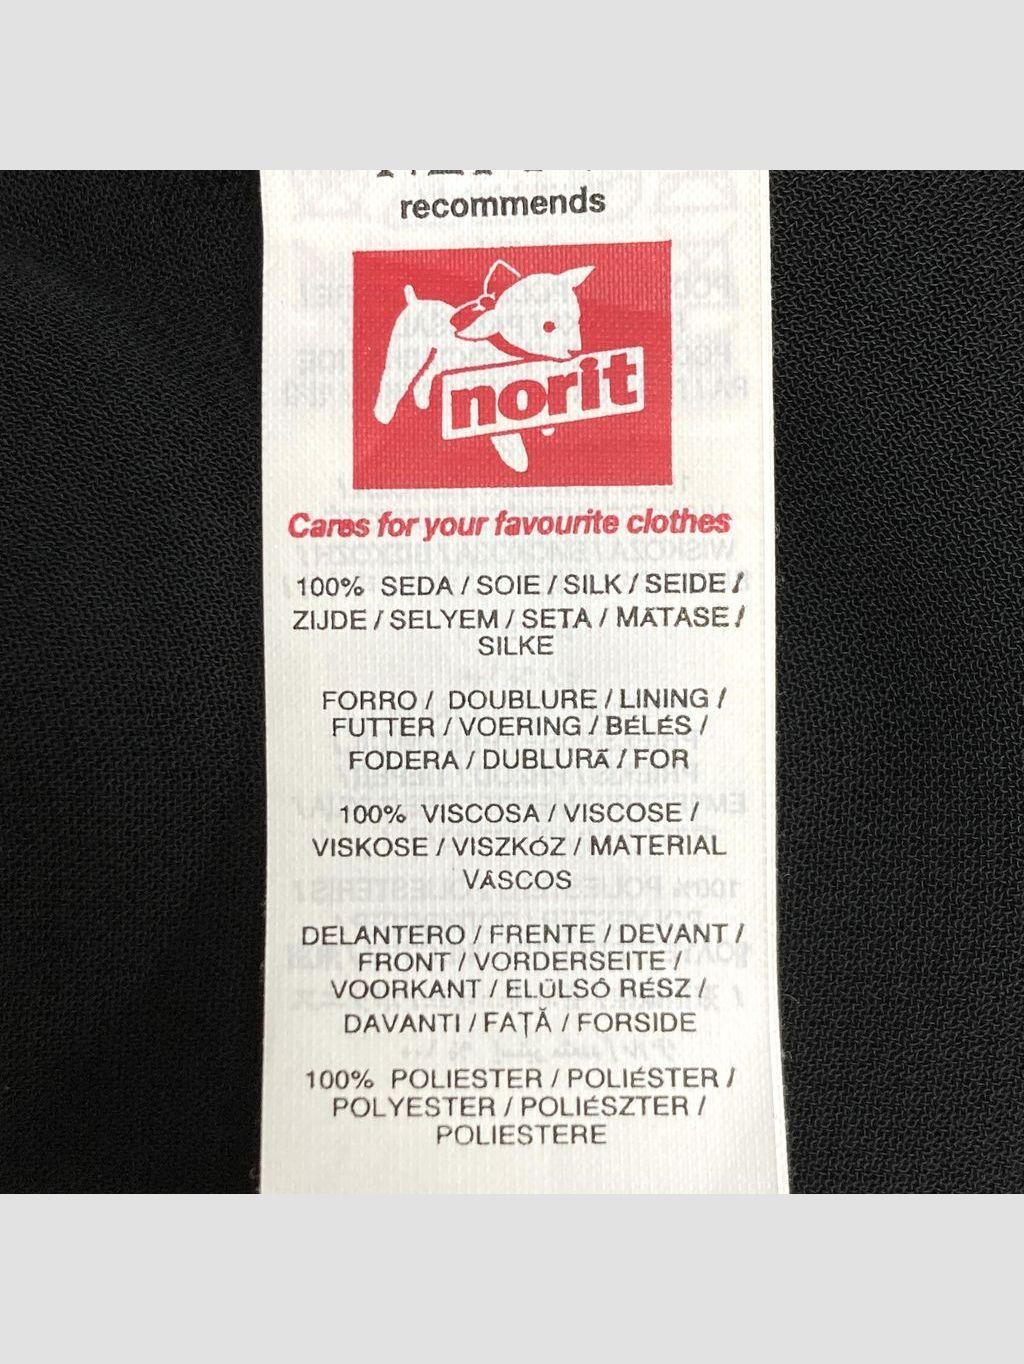 recommends
norit
Cares for your favourite clothes
100% SEDA / SOIE / SILK / SEIDE /
ZIJDE / SELYEM / SETA / MĂTASE /
SILKE
FORRO / DOUBLURE / LINING /
FUTTER / VOERING / BÉLÉS /
FODERA / DUBLURĂ / FOR
100% VISCOSA / VISCOSE /
VISKOSE / VISZKÓZ / MATERIAL
VÂSCOS
DELANTERO / FRENTE / DEVANT /
FRONT / VORDERSEITE /
VOORKANT / ELÜLSŐ RÉSZ /
DAVANTI / FAȚĂ / FORSIDE
100% POLIESTER / POLIÉSTER /
POLYESTER / POLIÉSZTER /
POLIESTERE